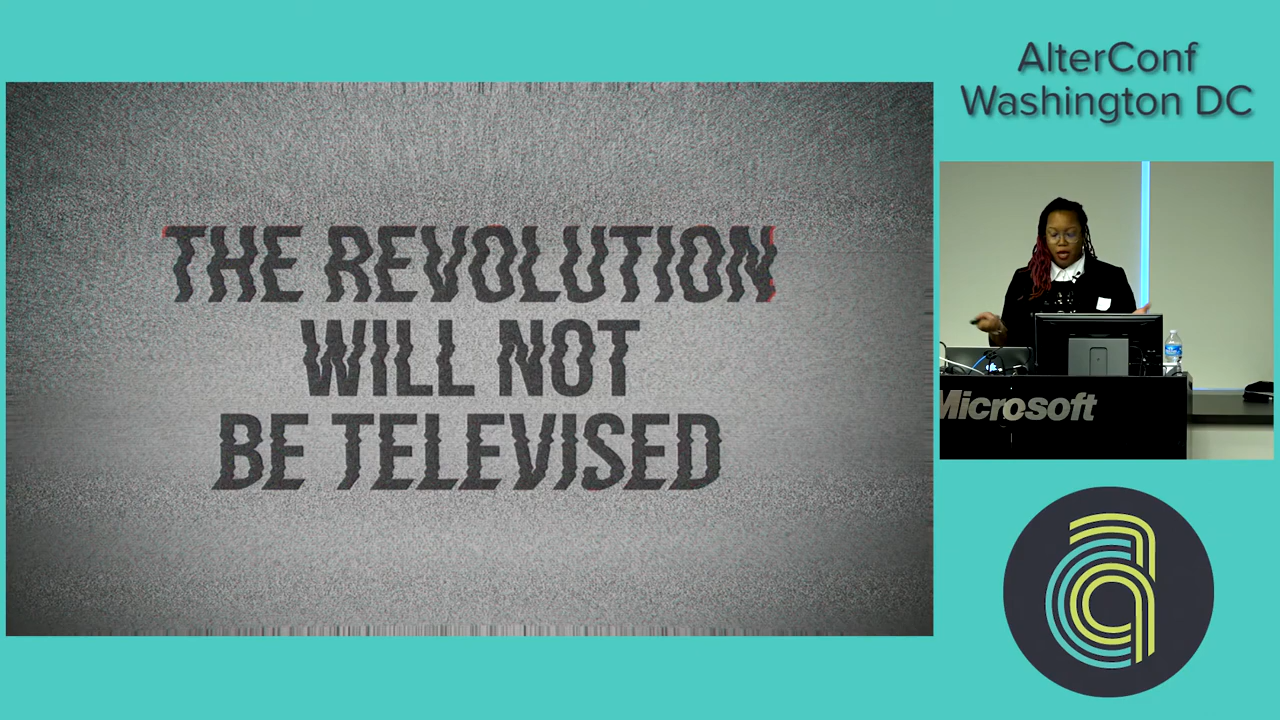 THE REVOLUTION
WILL NOT
BE TELEVISED
AlterConf
Washington DC
Microsoft